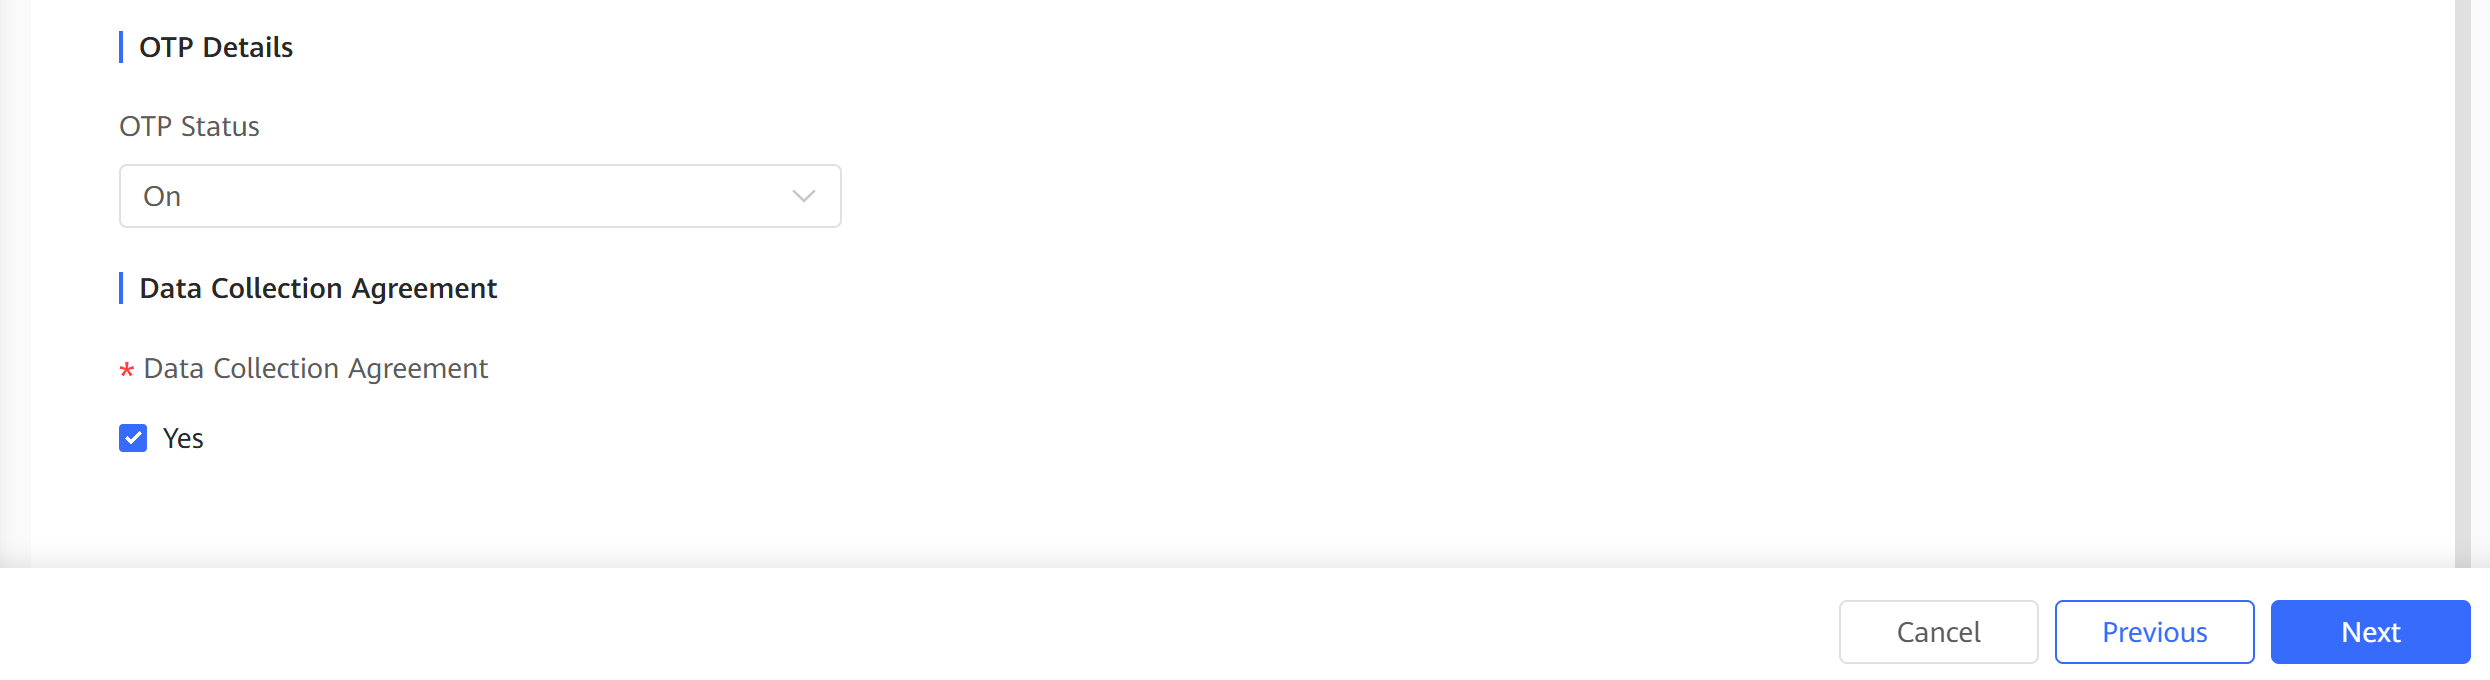 OTP Details
OTP Status
On
Data Collection Agreement
* Data Collection Agreement
Yes
Cancel Previous Next